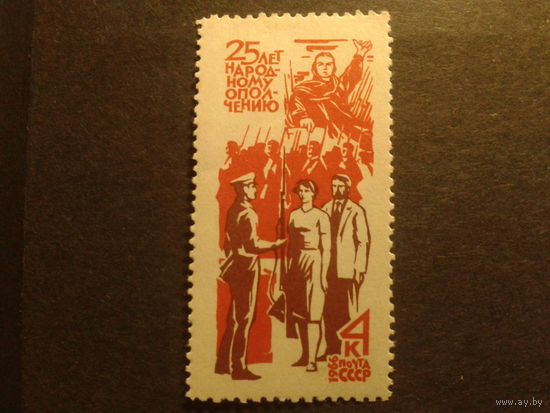 25 ЛЕТ
НАРОД-
НОМУ
ОПОЛ-
ЧЕНИЮ
4
К
1966
ПОЧТА
СССР
www.ay.by